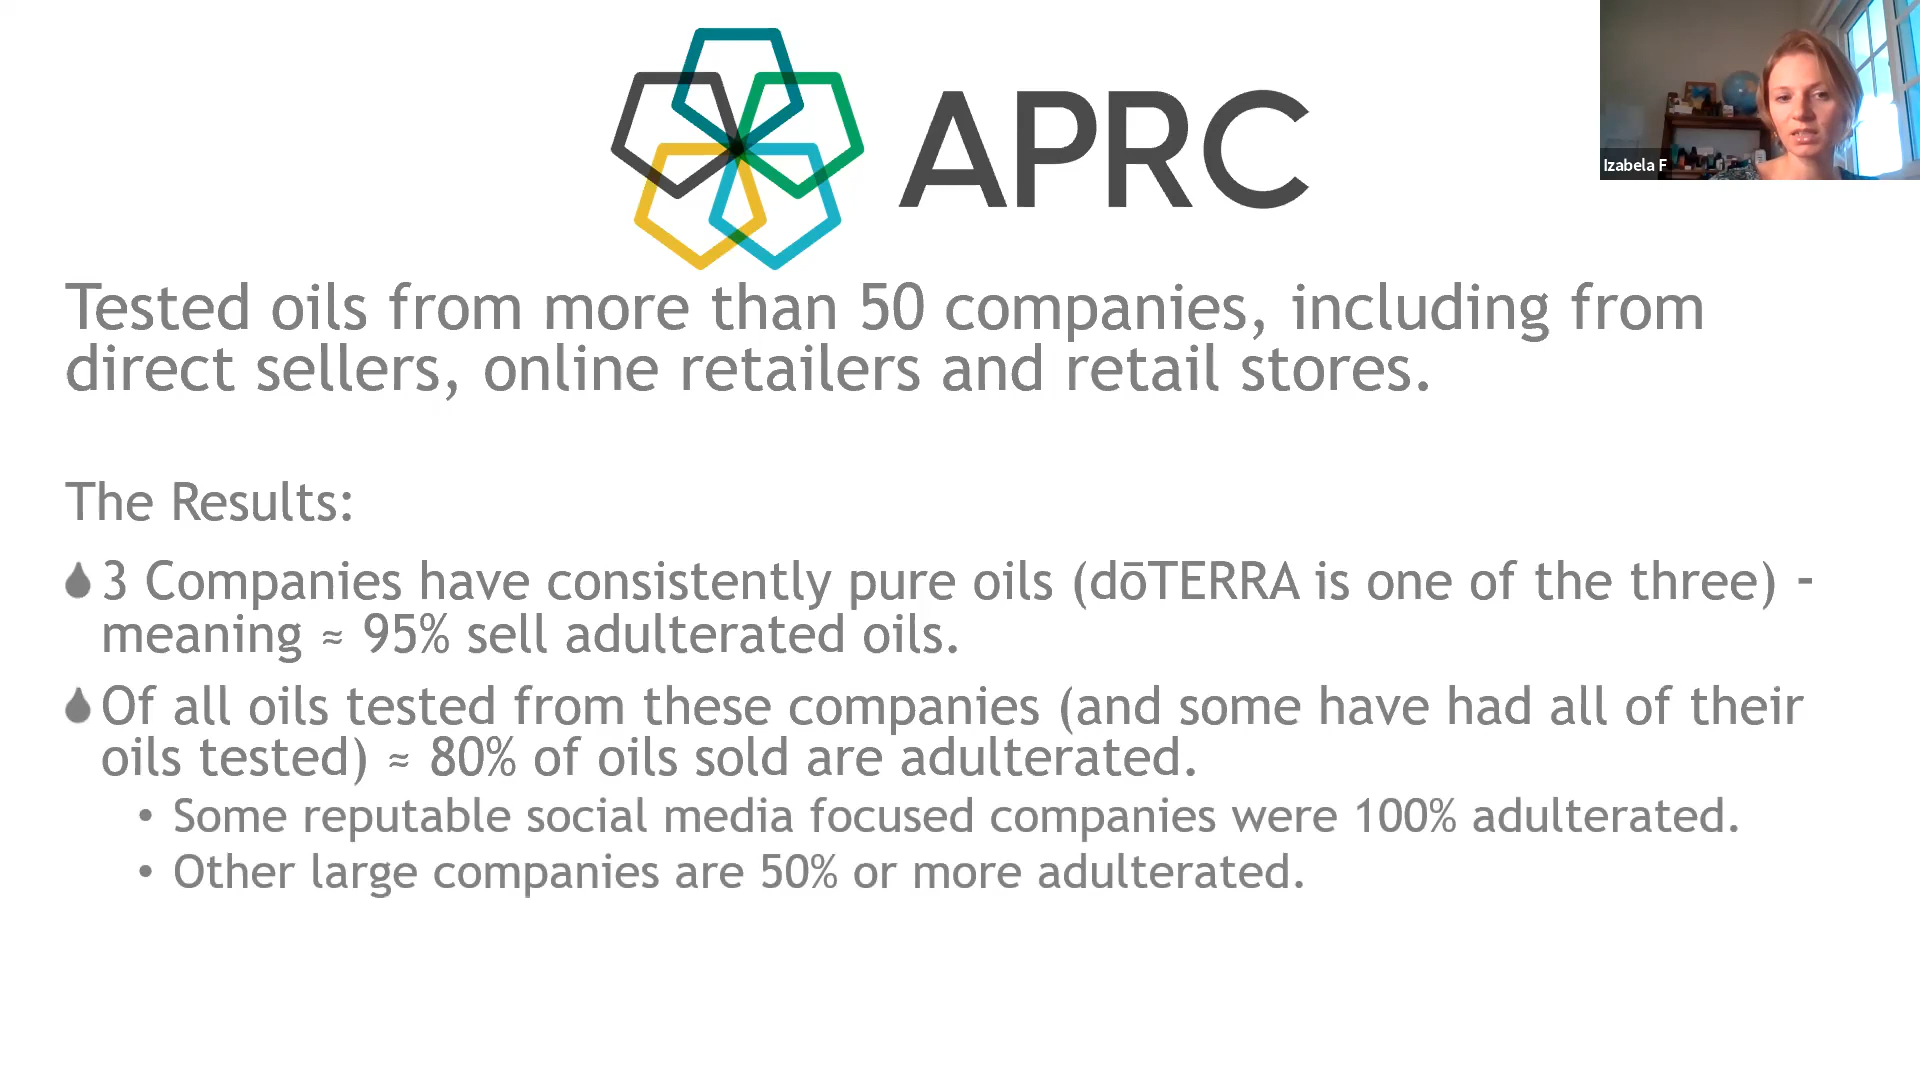 APRC
Izabela F
Tested oils from more than 50 companies, including from
direct sellers, online retailers and retail stores.
The Results:
3 Companies have consistently pure oils (dōTERRA is one of the three) -
meaning ≈ 95% sell adulterated oils.
Of all oils tested from these companies (and some have had all of their
oils tested) ≈ 80% of oils sold are adulterated.
• Some reputable social media focused companies were 100% adulterated.
• Other large companies are 50% or more adulterated.